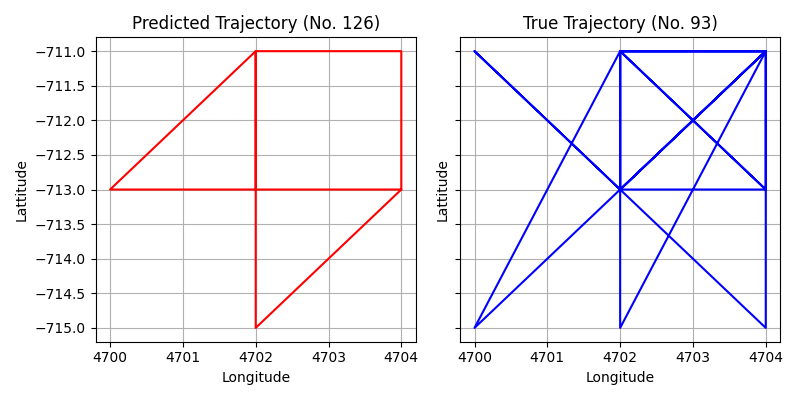 Predicted Trajectory (No. 126)
True Trajectory (No. 93)
−711.0
−711.5
−712.0
−712.5
−713.0
−713.5
−714.0
−714.5
−715.0
Lattitude
Lattitude
4700 4701 4702 4703 4704
4700 4701 4702 4703 4704
Longitude
Longitude